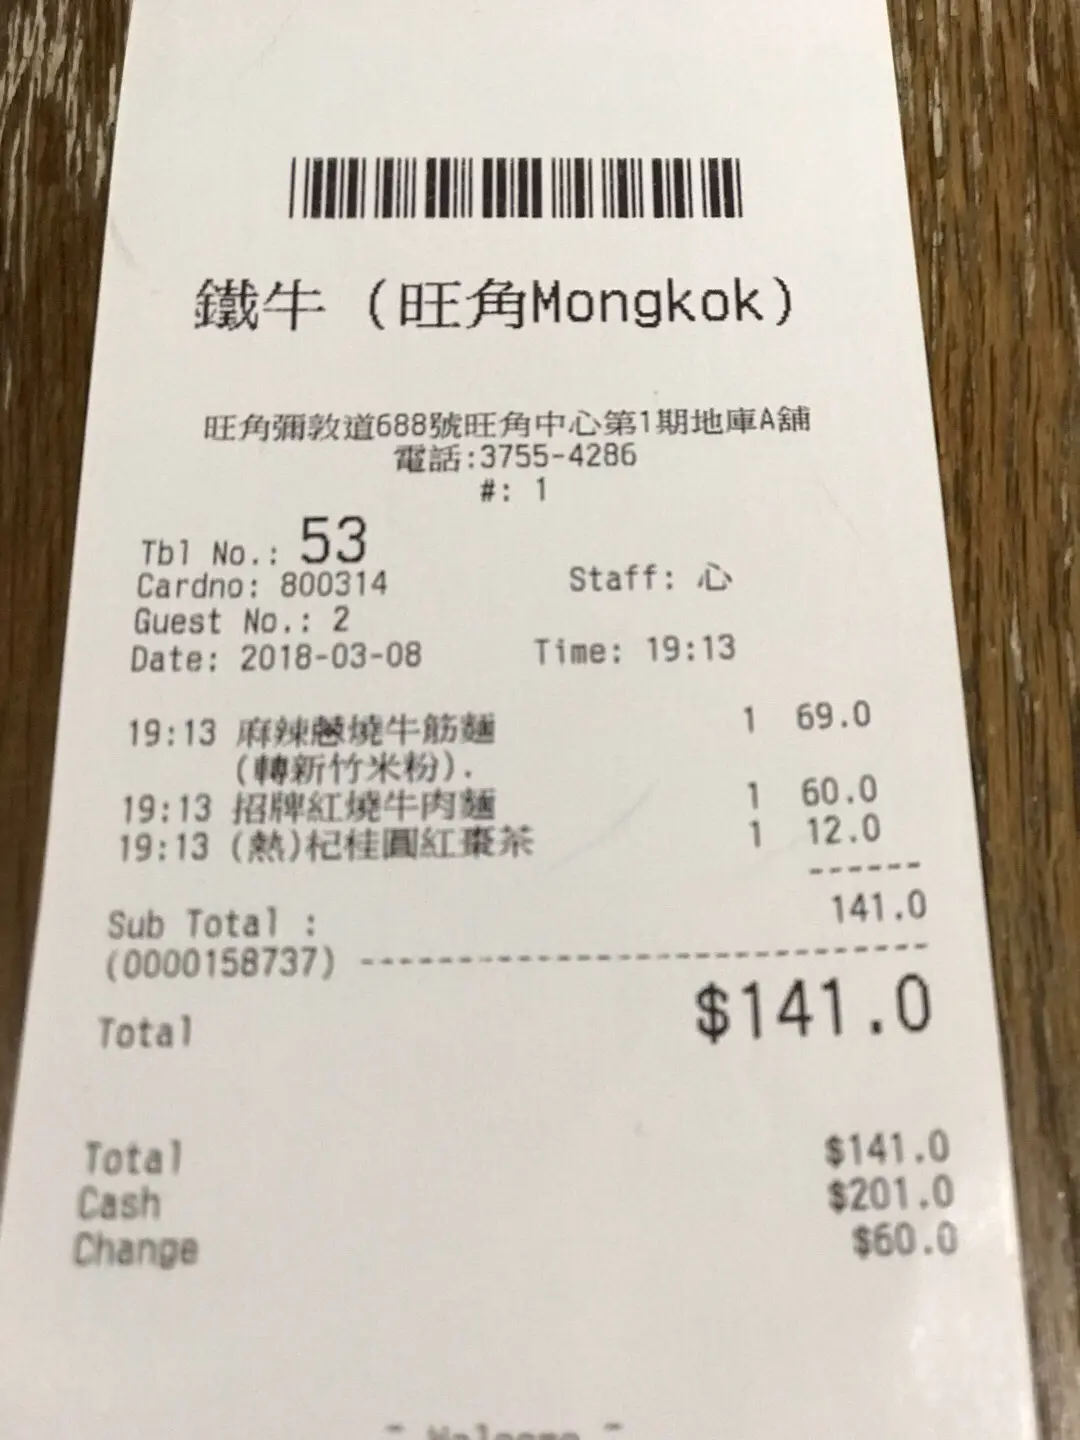 鐵牛 (旺角Mongkok)
旺角彌敦道688號旺角中心第1期地庫A舖
電話:3755-4286
#: 1
Tbl No.: 53
Cardno: 800314 Staff: 心
Guest No.: 2
Date: 2018-03-08 Time: 19:13
19:13 麻辣蔥燒牛筋麵 1 69.0
(轉新竹米粉).
19:13 招牌紅燒牛肉麵 1 60.0
19:13 (熱)杞桂圓紅棗茶 1 12.0
------
Sub Total : 141.0
(0000158737) -----------------------------
Total $141.0
Total $141.0
Cash $201.0
Change $60.0
~ Welcome ~